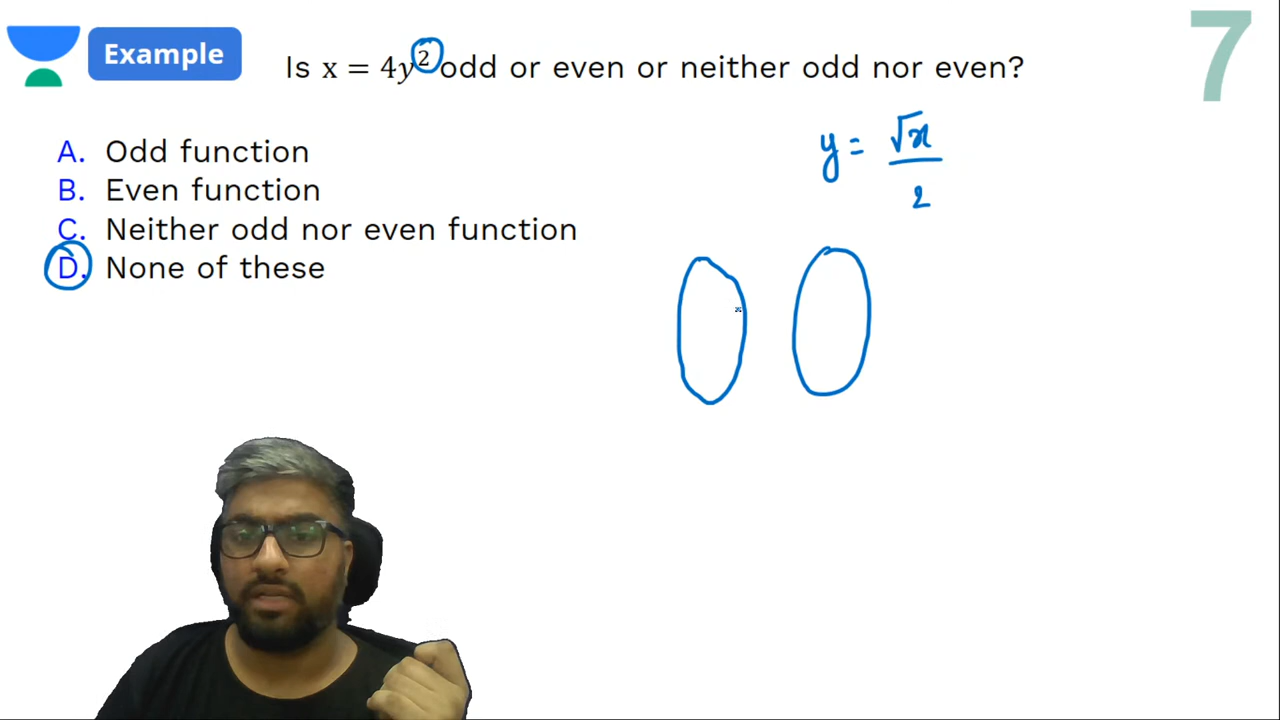 Example
Is x = 4y² odd or even or neither odd nor even?
7
y = √x / 2
A. Odd function
B. Even function
C. Neither odd nor even function
D. None of these